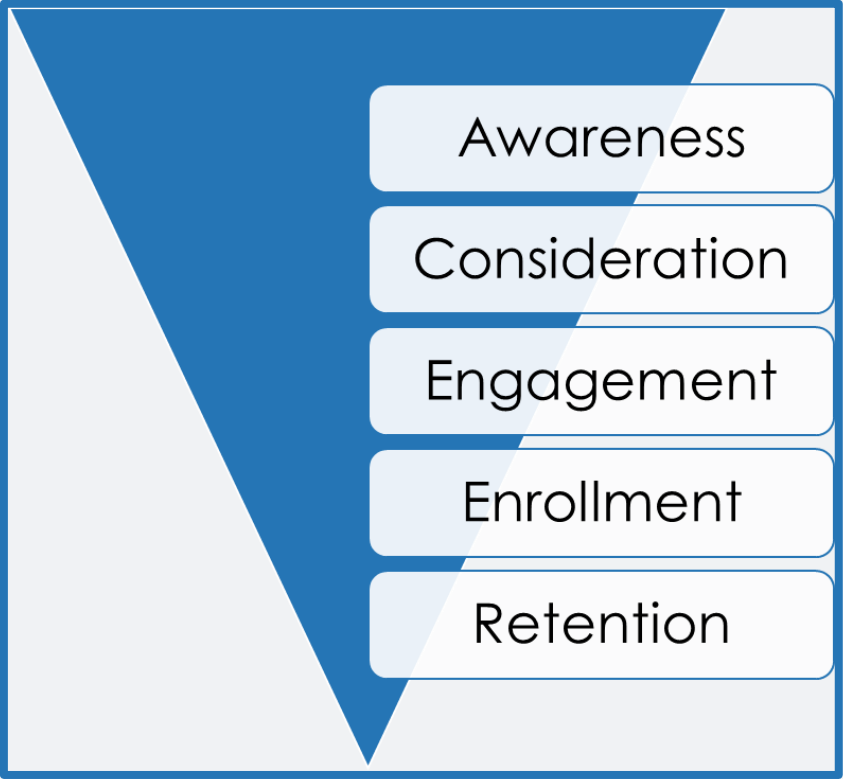 Awareness
Consideration
Engagement
Enrollment
Retention